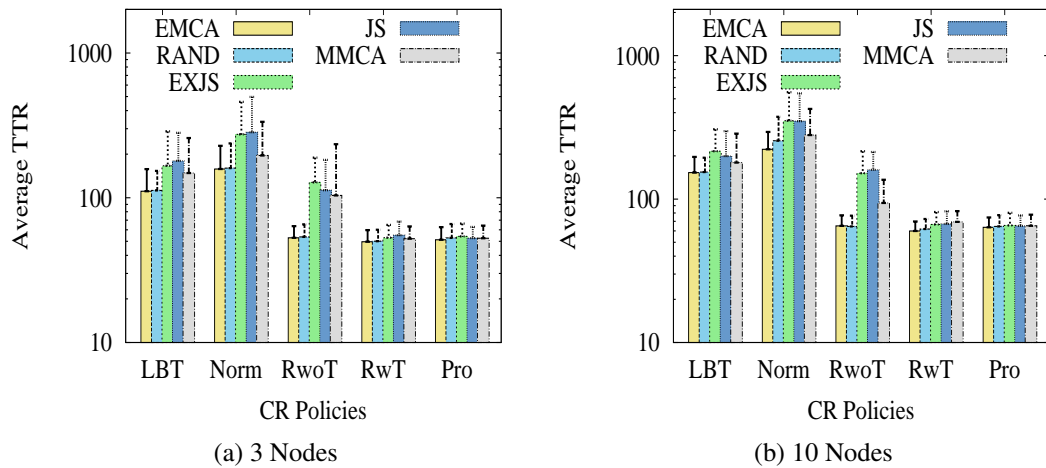 EMCA JS
RAND MMCA
EXJS
1000
100
10
Average TTR
LBT Norm RwoT RwT Pro
CR Policies
(a) 3 Nodes
EMCA JS
RAND MMCA
EXJS
1000
100
10
Average TTR
LBT Norm RwoT RwT Pro
CR Policies
(b) 10 Nodes